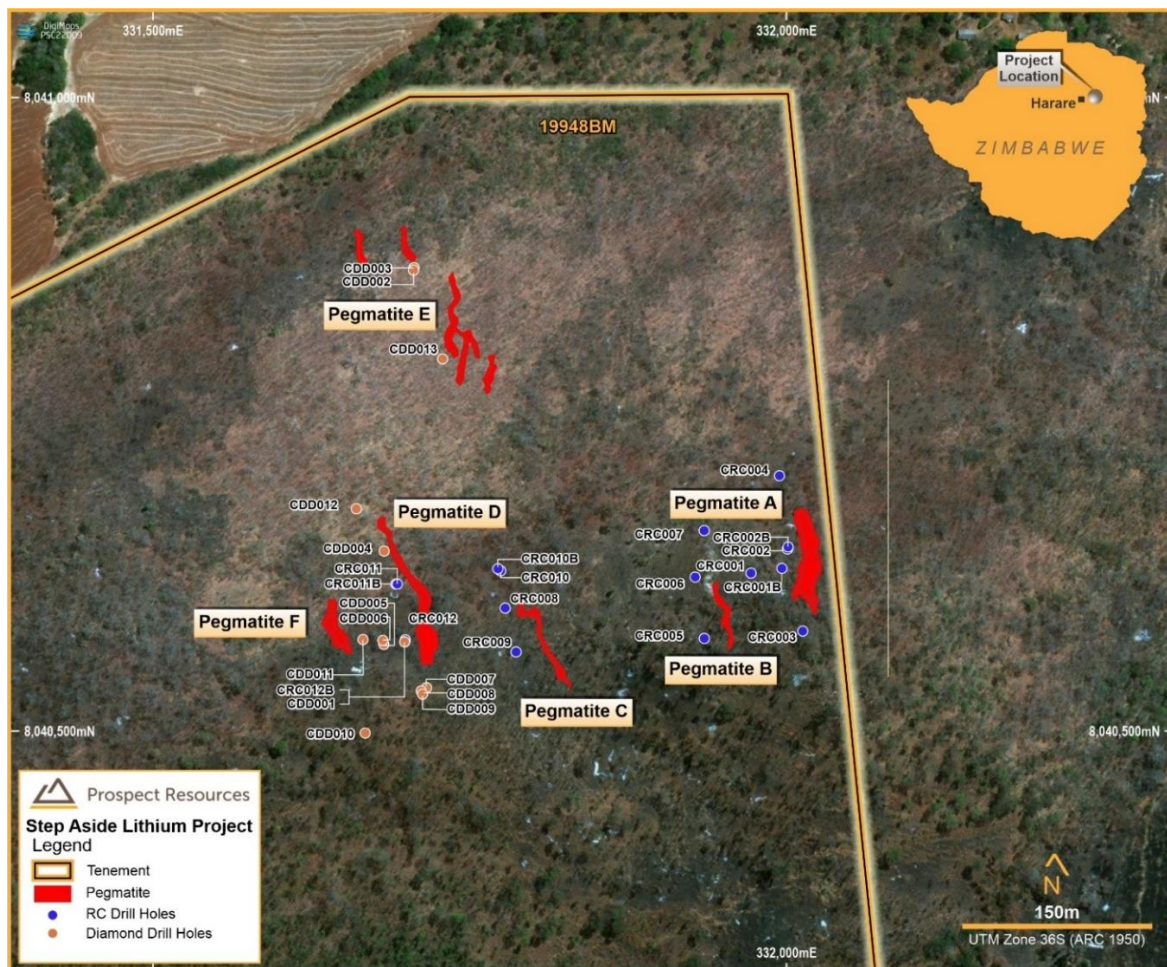 DigiMaps
PSC22009
331,500mE
332,000mE
8,041,000mN
mN
19948BM
Project
Location
Harare
ZIMBABWE
CDD003
CDD002
Pegmatite E
CDD013
CRC004
Pegmatite A
CDD012
Pegmatite D
CRC007
CRC002B
CRC002
CDD004
CRC010B
CRC011
CRC010
CRC001
CRC011B
CRC006
CRC001B
CDD005
CRC008
CDD006
CRC012
Pegmatite F
CRC009
CRC005
CRC003
Pegmatite B
CDD011
CRC012B
CDD001
CDD007
CDD008
CDD009
Pegmatite C
CDD010
8,040,500mN
8,040,500mN
Prospect Resources
Step Aside Lithium Project
Legend
Tenement
Pegmatite
RC Drill Holes
Diamond Drill Holes
N
150m
UTM Zone 36S (ARC 1950)
332,000mE